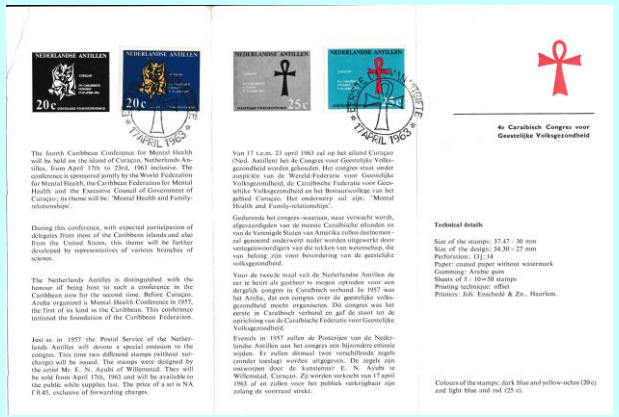 NEDERLANDSE ANTILLEN
20c
NEDERLANDSE ANTILLEN
20c
NEDERLANDSE ANTILLEN
25c
NEDERLANDSE ANTILLEN
25c
17 APRIL 1963
17 APRIL 1963
The fourth Caribbean Conference for Mental Health
will be held on the island of Curaçao, Netherlands An-
tilles, from April 17th to 23rd, 1963 inclusive. The
conference is sponsored jointly by the World Federation
for Mental Health, the Caribbean Federation for Mental
Health and the Executive Council of Government of
Curaçao; its theme will be: 'Mental Health and Family-
relationships'.
During this conference, with expected participation of
delegates from most of the Caribbean islands and also
from the United States, this theme will be further
developed by representatives of various branches of
science.
The Netherlands Antilles is distinguished with the
honour of being host to such a conference in the
Caribbean now for the second time. Before Curaçao,
Aruba organized a Mental Health Conference in 1957,
the first of its kind in the Caribbean. This conference
initiated the foundation of the Caribbean Federation.
Just as in 1957 the Postal Service of the Nether-
lands Antilles will devote a special emission to the
congres. This time two different stamps (without sur-
charge) will be issued. The stamps were designed by
the artist Mr. E. N. Ayubi of Willemstad. They will
be sold from April 17th, 1963 and will be available to
the public while supplies last. The price of a set is NA
f 0.45, exclusive of forwarding charges.
Van 17 t.e.m. 23 april 1963 zal op het eiland Curacao
(Ned. Antillen) het 4e Congres voor Geestelijke Volks-
gezondheid worden gehouden. Het congres staat onder
auspiciën van de Wereld-Federatie voor Geestelijke
Volksgezondheid, de Caraïbische Federatie voor Gees-
telijke Volksgezondheid en het Bestuurscollege van het
gebied Curaçao. Het onderwerp zal zijn: 'Mental
Health and Family-relationships'.
Gedurende het congres-waaraan, naar verwacht wordt,
afgevaardigden van de meeste Caraïbische eilanden en
van de Verenigde Staten van Amerika zullen deelnemen-
zal genoemd onderwerp nader worden uitgewerkt door
vertegenwoordigers van die takken van wetenschap, die
van belang zijn voor bevordering van de geestelijke
volksgezondheid.
Voor de tweede maal valt de Nederlandse Antillen de
eer te beurt als gastheer te mogen optreden voor een
dergelijk congres in Caraïbisch verband. In 1957 was
het Aruba, dat een congres over de geestelijke volks-
gezondheid mocht organiseren. Dit congres was het
eerste in Caraïbisch verband en gaf de stoot tot de
oprichting van de Caraïbische Federatie voor Geestelijke
Volksgezondheid.
Evenals in 1957 zullen de Posterijen van de Neder-
landse Antillen aan het congres een bijzondere emissie
wijden. Er zullen ditmaal twee verschillende zegels
(zonder toeslag) worden uitgegeven. De zegels zijn
ontworpen door de kunstenaar E. N. Ayubi te
Willemstad, Curaçao. Zij worden verkocht van 17 april
1963 af en zullen voor het publiek verkrijgbaar zijn
zolang de voorraad strekt.
4e Caraibisch Congres voor
Geestelijke Volksgezondheid
Technical details
Size of the stamps: 37.47 × 30 mm
Size of the design: 34.30 × 27 mm
Perforation: 13½ : 14
Paper: coated paper without watermark
Gumming: Arabic gum
Sheets of 5 × 10=50 stamps
Printing technique: offset
Printers: Joh. Enschedé & Zn., Haarlem.
Colours of the stamps: dark blue and yellow-ochre (20 c)
and light blue and red (25 c).